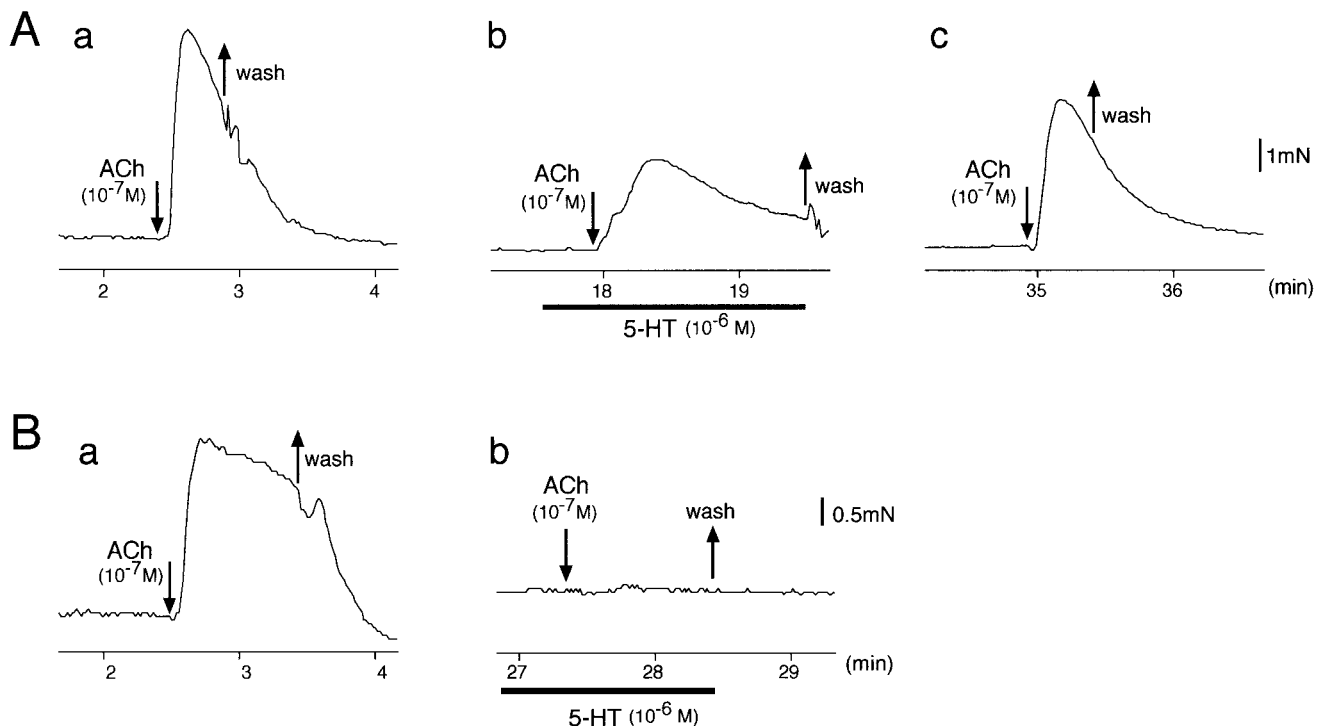 A
a
wash
ACh
(10⁻⁷M)
2 3 4
b
ACh
(10⁻⁷M)
wash
18 19
5-HT (10⁻⁶ M)
c
wash
ACh
(10⁻⁷M)
1mN
35 36 (min)
B
a
wash
ACh
(10⁻⁷M)
2 3 4
b
ACh
(10⁻⁷M)
wash
0.5mN
27 28 29 (min)
5-HT (10⁻⁶ M)